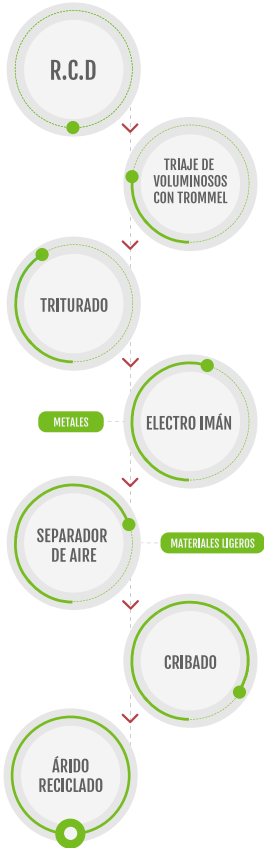 R.C.D
TRIAJE DE
VOLUMINOSOS
CON TROMMEL
TRITURADO
METALES
ELECTRO IMÁN
SEPARADOR
DE AIRE
MATERIALES LIGEROS
CRIBADO
ÁRIDO
RECICLADO